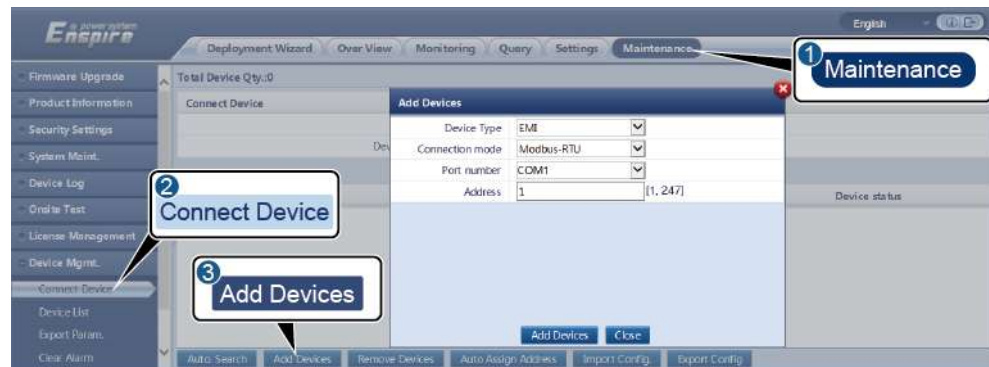 English
Enspire
Deployment Wizard Over View Monitoring Query Settings Maintenance
1
Maintenance
Firmware Upgrade
Total Device Qty.:0
Product Information
Connect Device
Add Devices
Security Settings
Device Type EMI
System Maint.
Dev
Connection mode Modbus-RTU
Port number COM1
Device Log
Address 1 [1, 247]
Device status
2
Connect Device
Onsite Test
License Management
Device Mgmt.
3
Add Devices
Connect Device
Device List
Export Param.
Add Devices Close
Clear Alarm
Auto Search Add Devices Remove Devices Auto Assign Address Import Config. Export Config